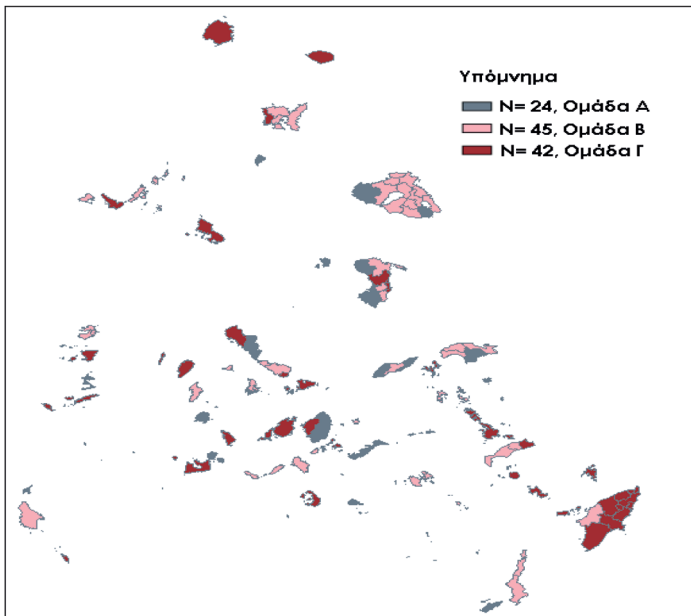 Υπόμνημα
N= 24, Ομάδα Α
N= 45, Ομάδα Β
N= 42, Ομάδα Γ